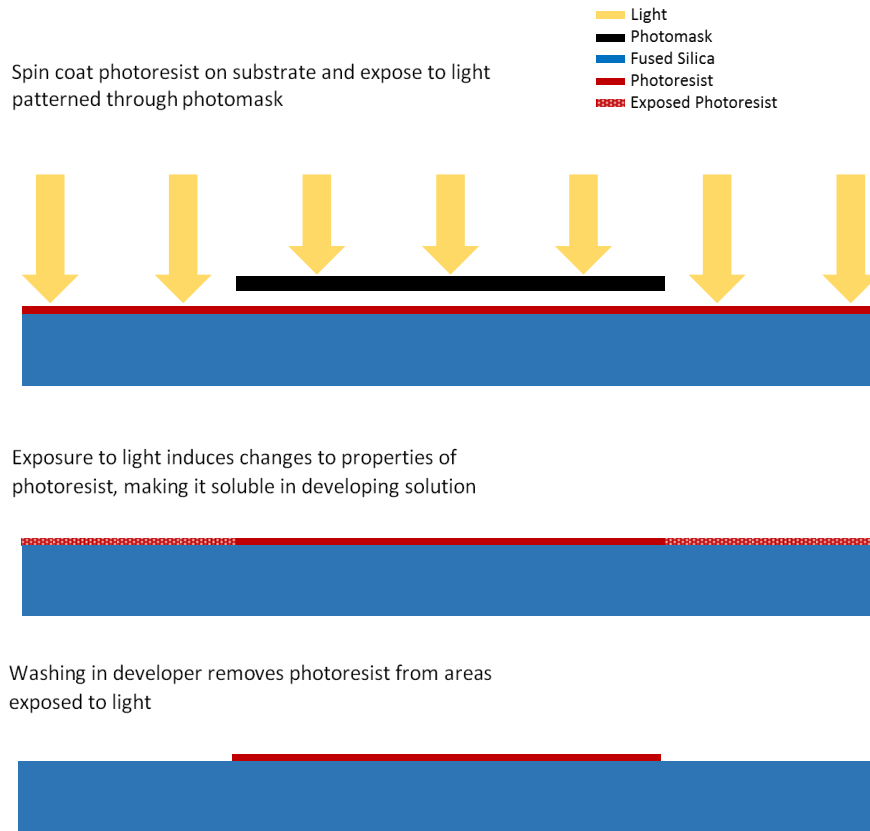 Light
Photomask
Spin coat photoresist on substrate and expose to light
patterned through photomask
Fused Silica
Photoresist
Exposed Photoresist
Exposure to light induces changes to properties of
photoresist, making it soluble in developing solution
Washing in developer removes photoresist from areas
exposed to light